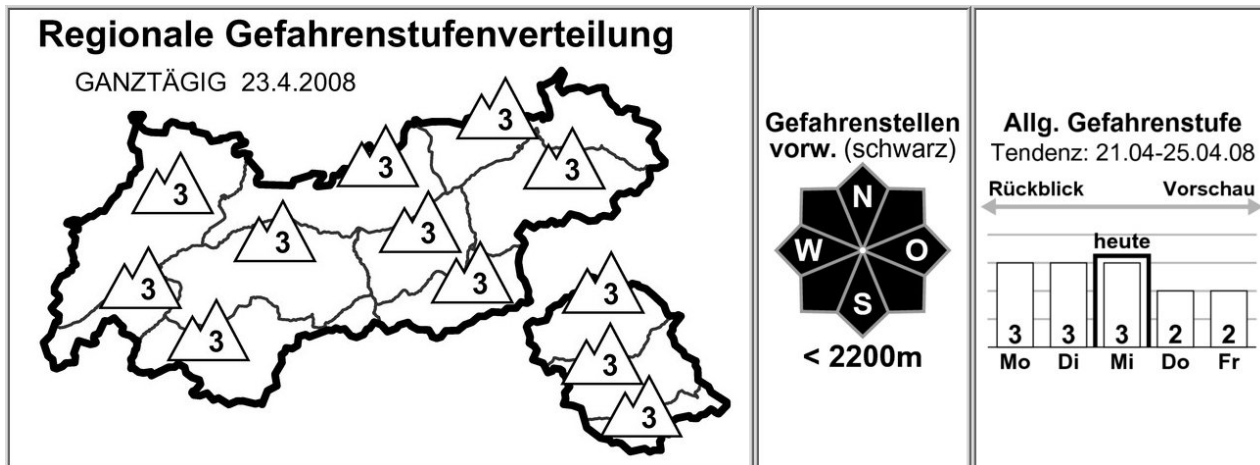 Regionale Gefahrenstufenverteilung
GANZTÄGIG 23.4.2008
3
3
3
3
3
3
3
3
3
3
3
3
Gefahrenstellen
vorw. (schwarz)
N
W O
S
< 2200m
Allg. Gefahrenstufe
Tendenz: 21.04-25.04.08
Rückblick Vorschau
heute
3 3 3 2 2
Mo Di Mi Do Fr